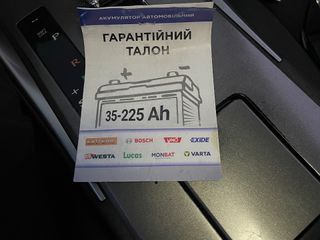 P
R
АКУМУЛЯТОР АВТОМОБІЛЬНИЙ
ГАРАНТІЙНИЙ
ТАЛОН
35-225 Ah
BOSCH
EXIDE
WESTA
Lucas
MONBAT
VARTA